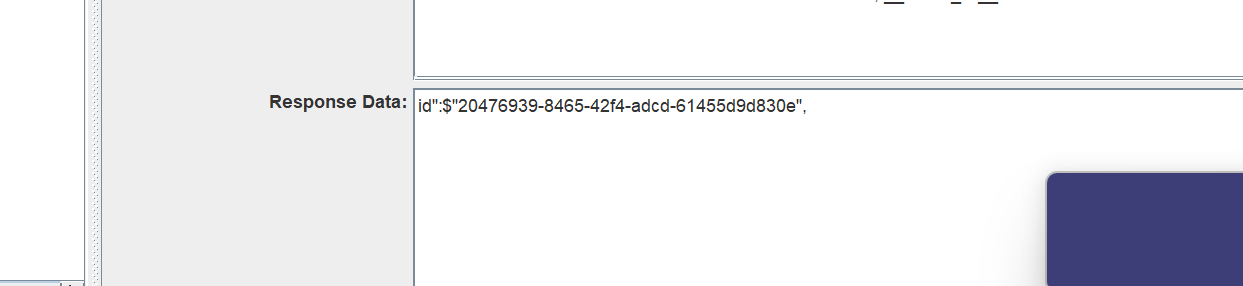 Response Data:
id":$"20476939-8465-42f4-adcd-61455d9d830e",